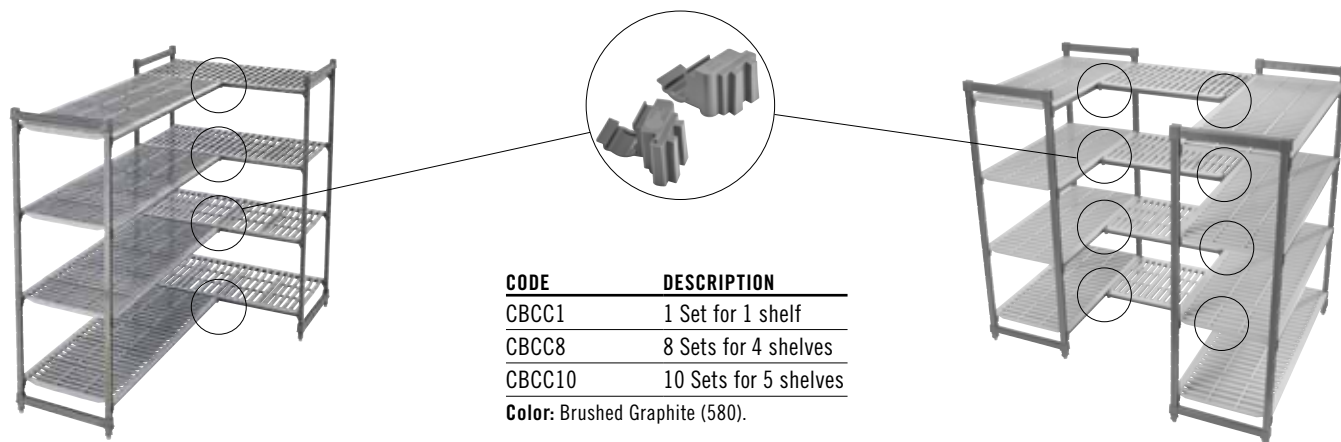 CODE DESCRIPTION
CBCC1 1 Set for 1 shelf
CBCC8 8 Sets for 4 shelves
CBCC10 10 Sets for 5 shelves
Color: Brushed Graphite (580).